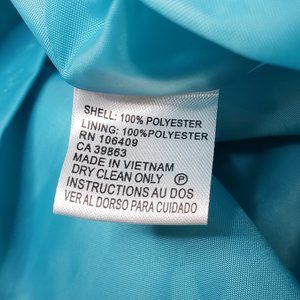 SHELL: 100% POLYESTER
LINING: 100%POLYESTER
RN 106409
CA 39863
MADE IN VIETNAM
DRY CLEAN ONLY Ⓟ
INSTRUCTIONS AU DOS
VER AL DORSO PARA CUIDADO